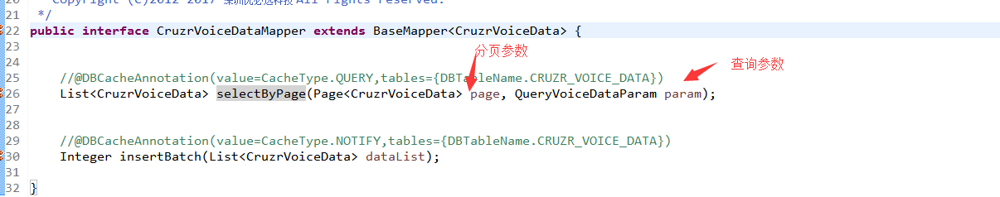 20 * Copyright (C)2012-2017 深圳优必选科技 All rights reserved.
21 */
22 public interface CruzrVoiceDataMapper extends BaseMapper<CruzrVoiceData> {
23
24
分页参数
查询参数
25 //@DBCacheAnnotation(value=CacheType.QUERY,tables={DBTableName.CRUZR_VOICE_DATA})
26 List<CruzrVoiceData> selectByPage(Page<CruzrVoiceData> page, QueryVoiceDataParam param);
27
28
29 //@DBCacheAnnotation(value=CacheType.NOTIFY,tables={DBTableName.CRUZR_VOICE_DATA})
30 Integer insertBatch(List<CruzrVoiceData> dataList);
31
32 }